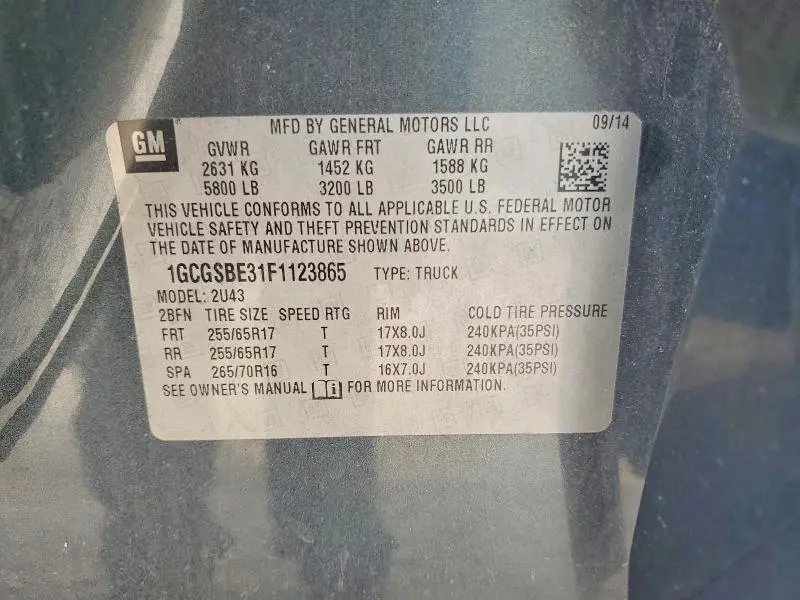 GM
MFD BY GENERAL MOTORS LLC 09/14
GVWR GAWR FRT GAWR RR
2631 KG 1452 KG 1588 KG
5800 LB 3200 LB 3500 LB
THIS VEHICLE CONFORMS TO ALL APPLICABLE U.S. FEDERAL MOTOR
VEHICLE SAFETY AND THEFT PREVENTION STANDARDS IN EFFECT ON
THE DATE OF MANUFACTURE SHOWN ABOVE.
1GCGSBE31F1123865 TYPE: TRUCK
MODEL: 2U43
2BFN TIRE SIZE SPEED RTG RIM COLD TIRE PRESSURE
FRT 255/65R17 T 17X8.0J 240KPA(35PSI)
RR 255/65R17 T 17X8.0J 240KPA(35PSI)
SPA 265/70R16 T 16X7.0J 240KPA(35PSI)
SEE OWNER'S MANUAL i FOR MORE INFORMATION.